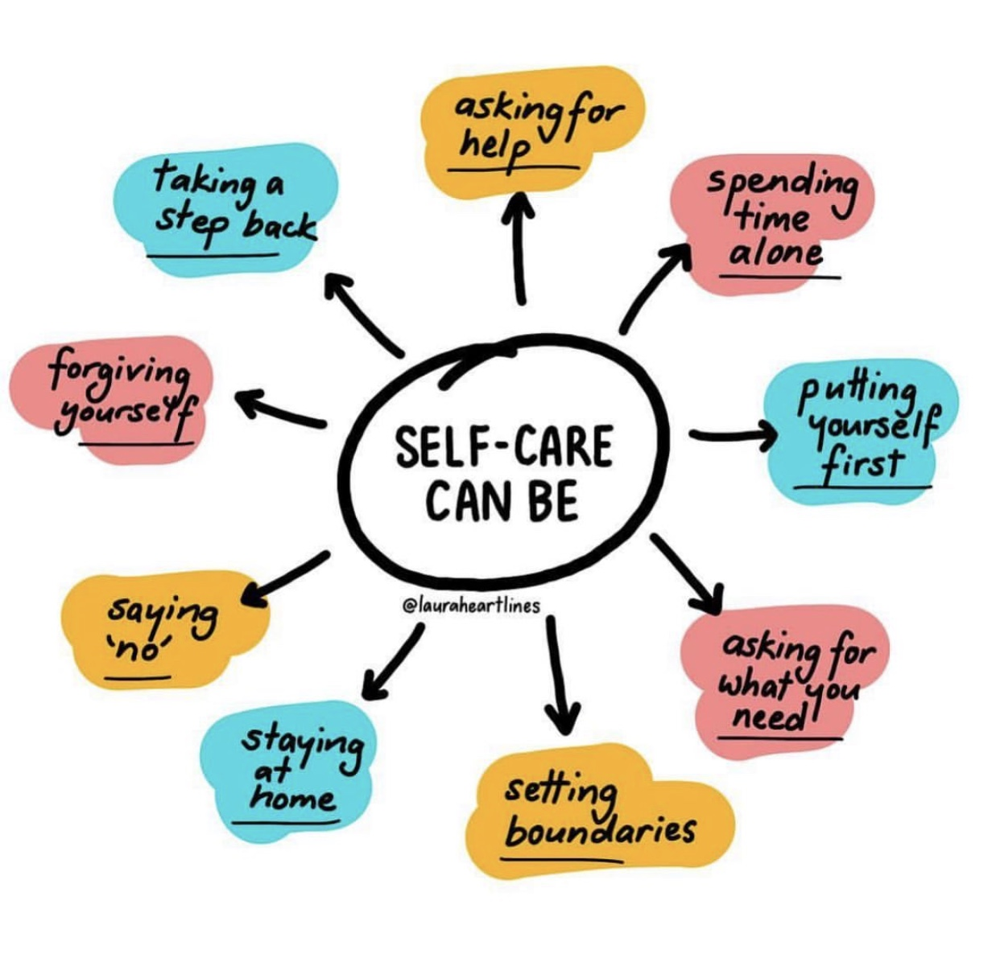 asking for
help
spending
time
alone
putting
yourself
first
asking for
what you
need
setting
boundaries
staying
at
home
saying
'no'
forgiving
yourself
taking a
step back
SELF-CARE
CAN BE
@lauraheartlines